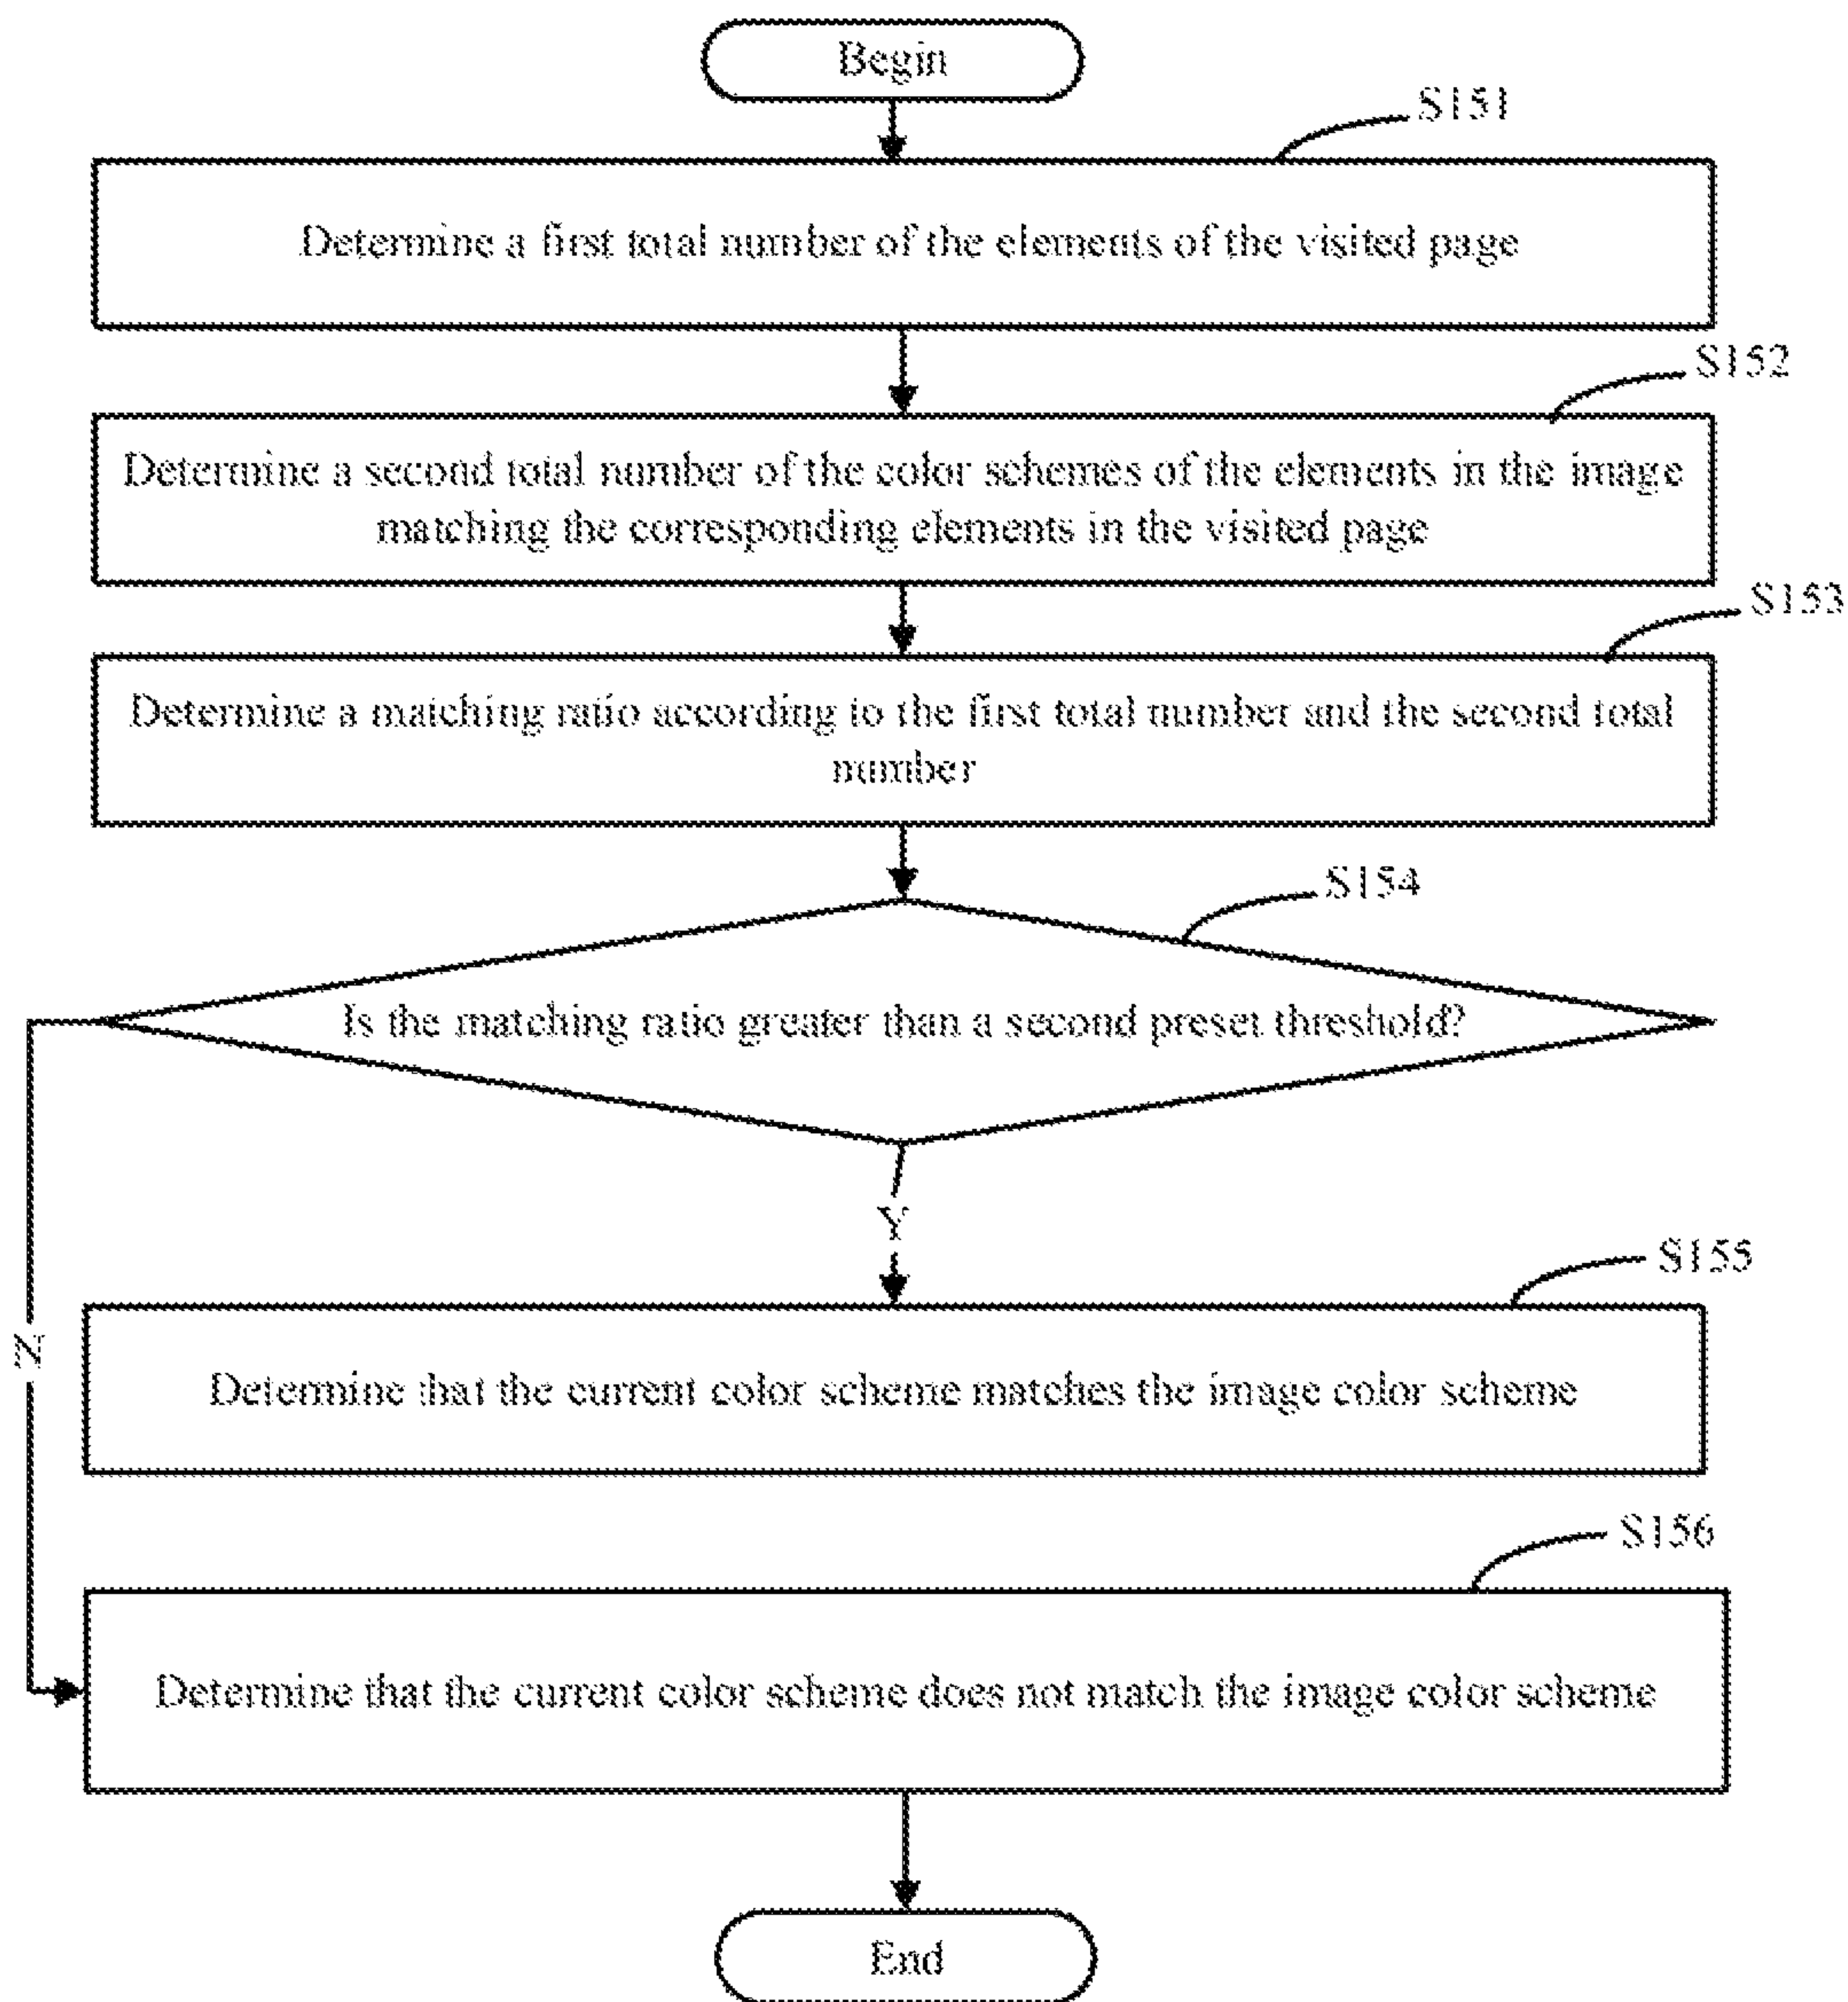 Begin
S151
Determine a first total number of the elements of the visited page
S152
Determine a second total number of the color schemes of the elements in the image
matching the corresponding elements in the visited page
S153
Determine a matching ratio according to the first total number and the second total
number
S154
Is the matching ratio greater than a second preset threshold?
Y
S155
N
Determine that the current color scheme matches the image color scheme
S156
Determine that the current color scheme does not match the image color scheme
End